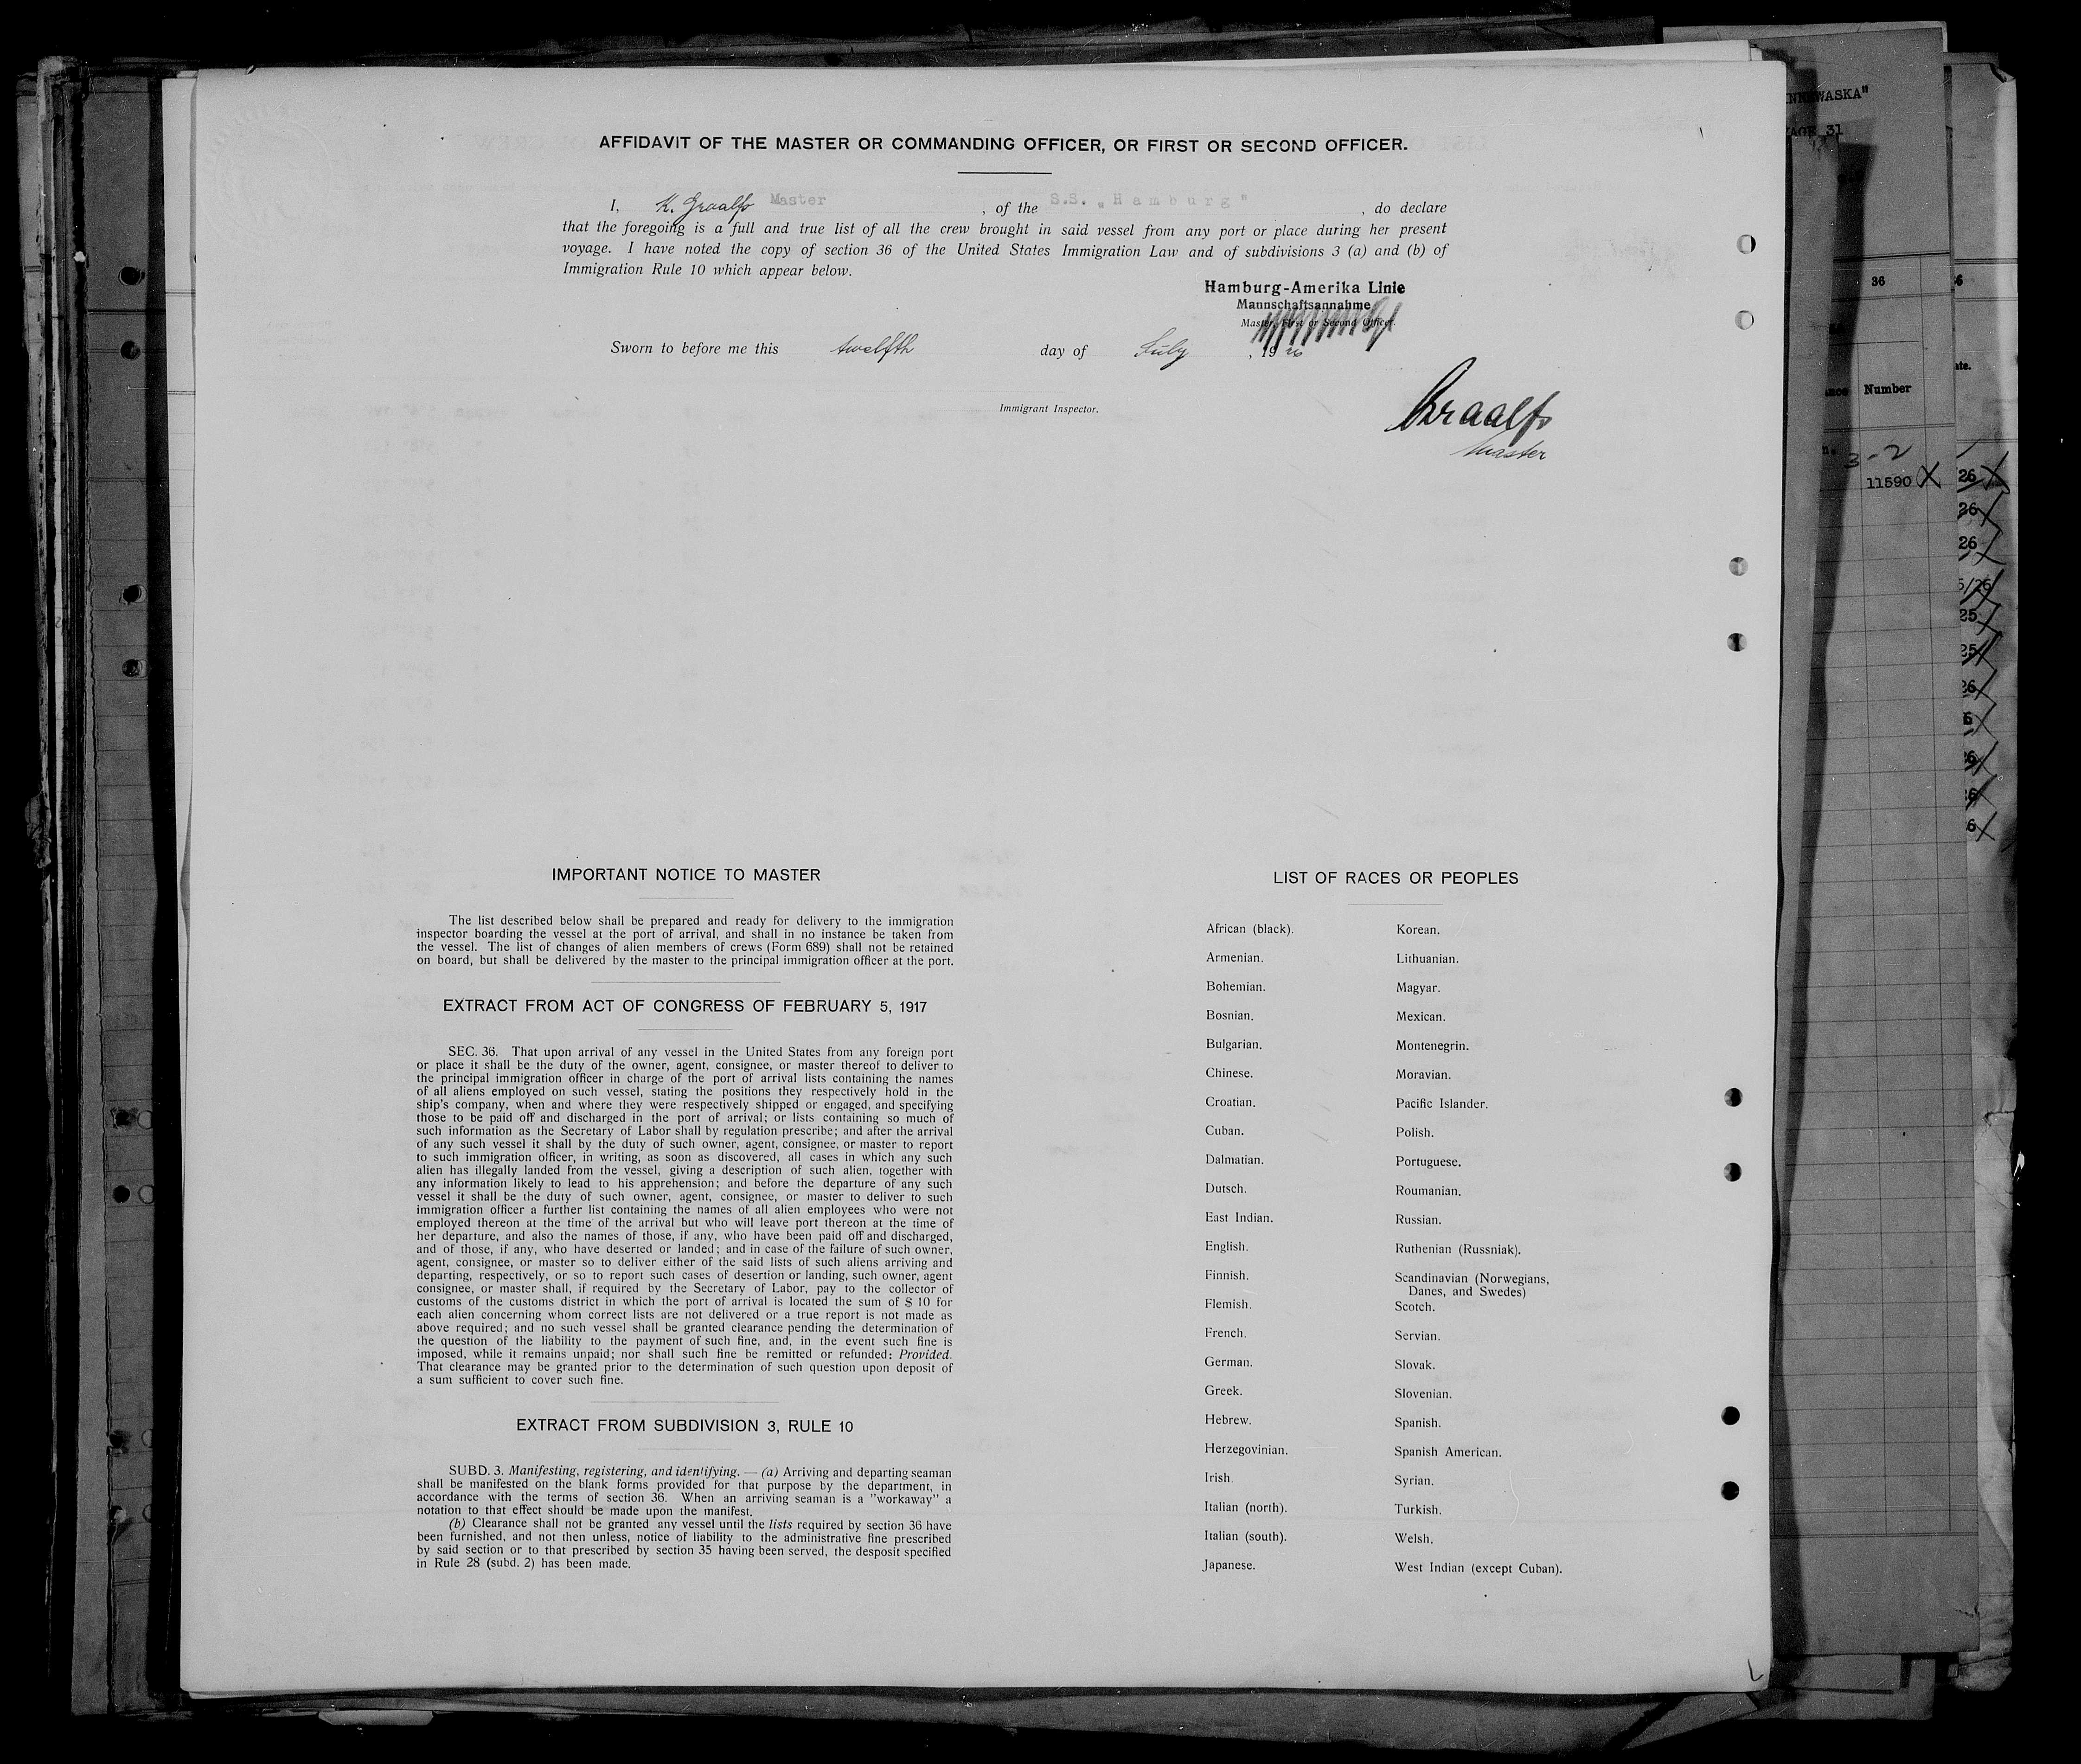 AFFIDAVIT OF THE MASTER OR COMMANDING OFFICER, OR FIRST OR SECOND OFFICER.
I, K. Graalfs Master , of the S.S. „Hamburg" , do declare
that the foregoing is a full and true list of all the crew brought in said vessel from any port or place during her present
voyage. I have noted the copy of section 36 of the United States Immigration Law and of subdivisions 3 (a) and (b) of
Immigration Rule 10 which appear below.
Hamburg-Amerika Linie
Mannschaftsannahme
Master, First or Second Officer.
Sworn to before me this twelfth day of July , 1926
Immigrant Inspector.
Graalfs
Master
IMPORTANT NOTICE TO MASTER
The list described below shall be prepared and ready for delivery to the immigration
inspector boarding the vessel at the port of arrival, and shall in no instance be taken from
the vessel. The list of changes of alien members of crews (Form 689) shall not be retained
on board, but shall be delivered by the master to the principal immigration officer at the port.
EXTRACT FROM ACT OF CONGRESS OF FEBRUARY 5, 1917
SEC. 36. That upon arrival of any vessel in the United States from any foreign port
or place it shall be the duty of the owner, agent, consignee, or master thereof to deliver to
the principal immigration officer in charge of the port of arrival lists containing the names
of all aliens employed on such vessel, stating the positions they respectively hold in the
ship's company, when and where they were respectively shipped or engaged, and specifying
those to be paid off and discharged in the port of arrival; or lists containing so much of
such information as the Secretary of Labor shall by regulation prescribe; and after the arrival
of any such vessel it shall by the duty of such owner, agent, consignee, or master to report
to such immigration officer, in writing, as soon as discovered, all cases in which any such
alien has illegally landed from the vessel, giving a description of such alien, together with
any information likely to lead to his apprehension; and before the departure of any such
vessel it shall be the duty of such owner, agent, consignee, or master to deliver to such
immigration officer a further list containing the names of all alien employees who were not
employed thereon at the time of the arrival but who will leave port thereon at the time of
her departure, and also the names of those, if any, who have been paid off and discharged,
and of those, if any, who have deserted or landed; and in case of the failure of such owner,
agent, consignee, or master so to deliver either of the said lists of such aliens arriving and
departing, respectively, or so to report such cases of desertion or landing, such owner, agent
consignee, or master shall, if required by the Secretary of Labor, pay to the collector of
customs of the customs district in which the port of arrival is located the sum of $ 10 for
each alien concerning whom correct lists are not delivered or a true report is not made as
above required; and no such vessel shall be granted clearance pending the determination of
the question of the liability to the payment of such fine, and, in the event such fine is
imposed, while it remains unpaid; nor shall such fine be remitted or refunded: Provided.
That clearance may be granted prior to the determination of such question upon deposit of
a sum sufficient to cover such fine.
EXTRACT FROM SUBDIVISION 3, RULE 10
SUBD. 3. Manifesting, registering, and identifying. — (a) Arriving and departing seaman
shall be manifested on the blank forms provided for that purpose by the department, in
accordance with the terms of section 36. When an arriving seaman is a "workaway" a
notation to that effect should be made upon the manifest.
(b) Clearance shall not be granted any vessel until the lists required by section 36 have
been furnished, and not then unless, notice of liability to the administrative fine prescribed
by said section or to that prescribed by section 35 having been served, the desposit specified
in Rule 28 (subd. 2) has been made.
LIST OF RACES OR PEOPLES
African (black).
Armenian.
Bohemian.
Bosnian.
Bulgarian.
Chinese.
Croatian.
Cuban.
Dalmatian.
Dutsch.
East Indian.
English.
Finnish.
Flemish.
French.
German.
Greek.
Hebrew.
Herzegovinian.
Irish.
Italian (north).
Italian (south).
Japanese.
Korean.
Lithuanian.
Magyar.
Mexican.
Montenegrin.
Moravian.
Pacific Islander.
Polish.
Portuguese.
Roumanian.
Russian.
Ruthenian (Russniak).
Scandinavian (Norwegians,
Danes, and Swedes)
Scotch.
Servian.
Slovak.
Slovenian.
Spanish.
Spanish American.
Syrian.
Turkish.
Welsh.
West Indian (except Cuban).
36
Number
3-2
11590 X